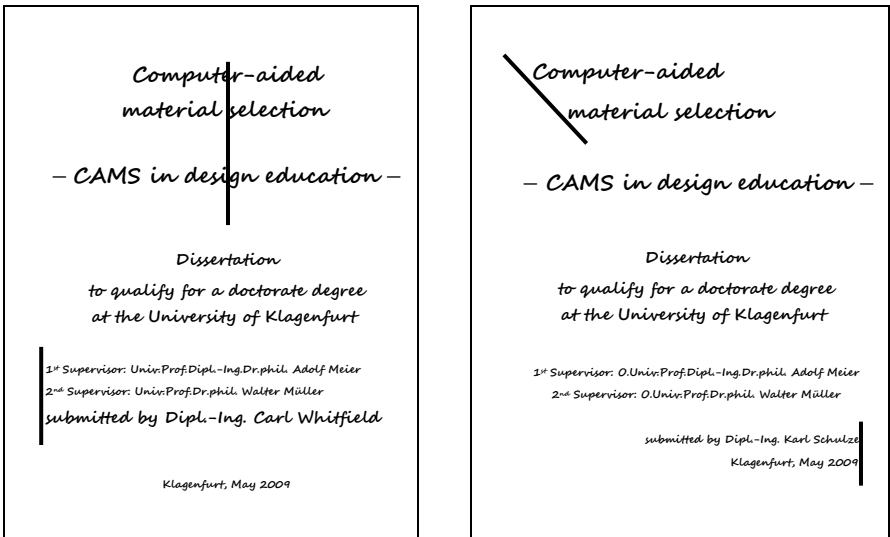 Computer-aided
material selection
– CAMS in design education –
Dissertation
to qualify for a doctorate degree
at the University of Klagenfurt
1st Supervisor: Univ.Prof.Dipl.-Ing.Dr.phil. Adolf Meier
2nd Supervisor: Univ.Prof.Dr.phil. Walter Müller
submitted by Dipl.-Ing. Carl Whitfield
Klagenfurt, May 2009
Computer-aided
material selection
– CAMS in design education –
Dissertation
to qualify for a doctorate degree
at the University of Klagenfurt
1st Supervisor: O.Univ.Prof.Dipl.-Ing.Dr.phil. Adolf Meier
2nd Supervisor: O.Univ.Prof.Dr.phil. Walter Müller
submitted by Dipl.-Ing. Karl Schulze
Klagenfurt, May 2009